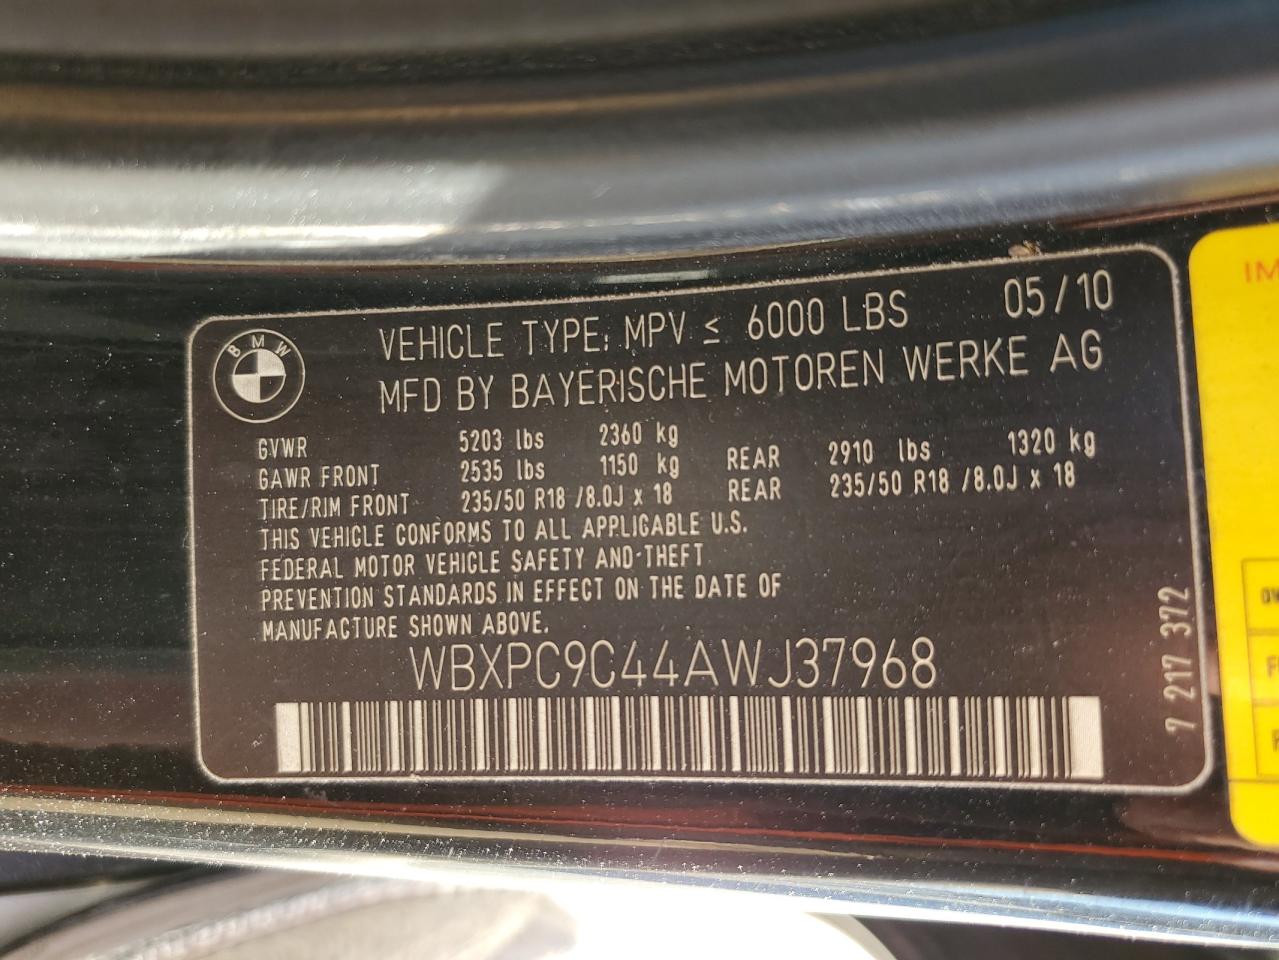 BMW
VEHICLE TYPE: MPV ≤ 6000 LBS 05/10
MFD BY BAYERISCHE MOTOREN WERKE AG
GVWR 5203 lbs 2360 kg
GAWR FRONT 2535 lbs 1150 kg REAR 2910 lbs 1320 kg
TIRE/RIM FRONT 235/50 R18 /8.0J x 18 REAR 235/50 R18 /8.0J x 18
THIS VEHICLE CONFORMS TO ALL APPLICABLE U.S.
FEDERAL MOTOR VEHICLE SAFETY AND THEFT
PREVENTION STANDARDS IN EFFECT ON THE DATE OF
MANUFACTURE SHOWN ABOVE.
WBXPC9C44AWJ37968
7 217 372
IM